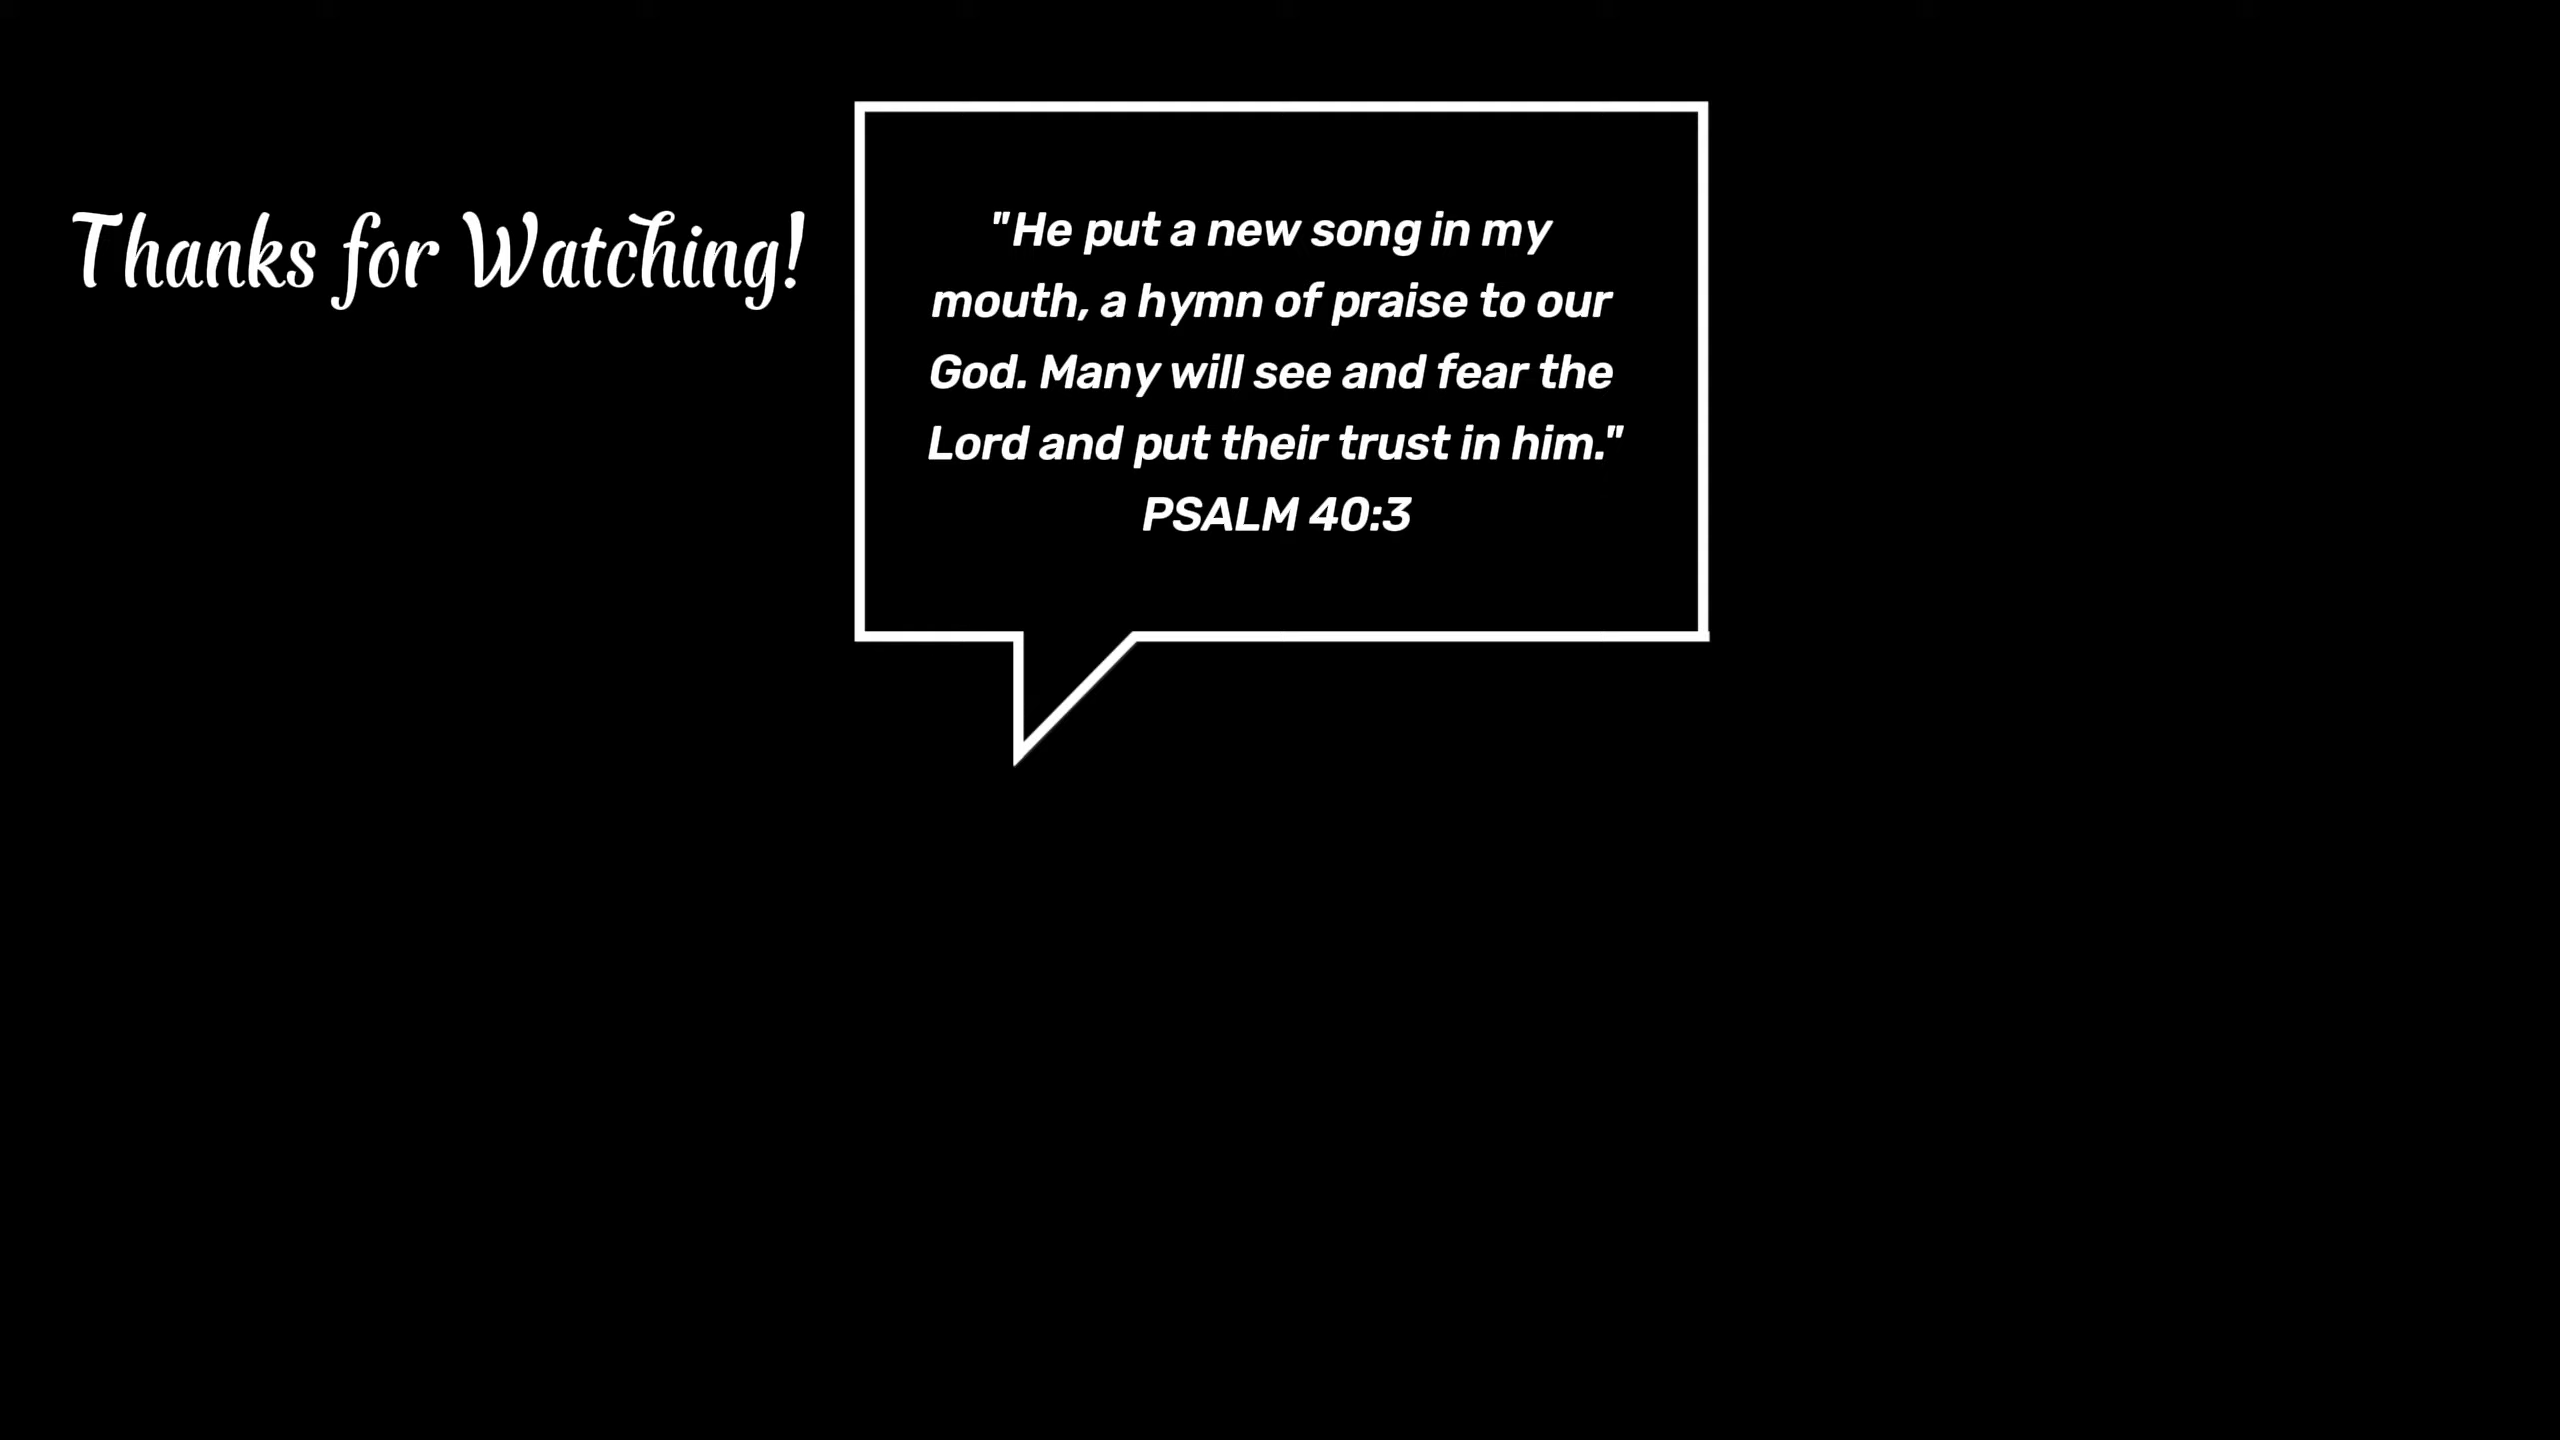 Thanks for Watching!
"He put a new song in my
mouth, a hymn of praise to our
God. Many will see and fear the
Lord and put their trust in him."
PSALM 40:3